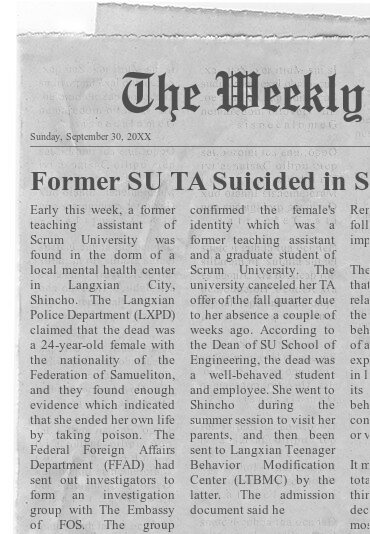 The Weekly
Sunday, September 30, 20XX
Former SU TA Suicided in S
Early this week, a former
teaching assistant of
Scrum University was
found in the dorm of a
local mental health center
in Langxian City,
Shincho. The Langxian
Police Department (LXPD)
claimed that the dead was
a 24-year-old female with
the nationality of the
Federation of Samueliton,
and they found enough
evidence which indicated
that she ended her own life
by taking poison. The
Federal Foreign Affairs
Department (FFAD) had
sent out investigators to
form an investigation
group with The Embassy
of FOS. The group
confirmed the female's
identity which was a
former teaching assistant
and a graduate student of
Scrum University. The
university canceled her TA
offer of the fall quarter due
to her absence a couple of
weeks ago. According to
the Dean of SU School of
Engineering, the dead was
a well-behaved student
and employee. She went to
Shincho during the
summer session to visit her
parents, and then been
sent to Langxian Teenager
Behavior Modification
Center (LTBMC) by the
latter. The admission
document said he
Rer
foll
imp
The
that
rela
the
beh
of a
exp
in I
its
beh
con
or v
It m
tota
thir
dec
mos